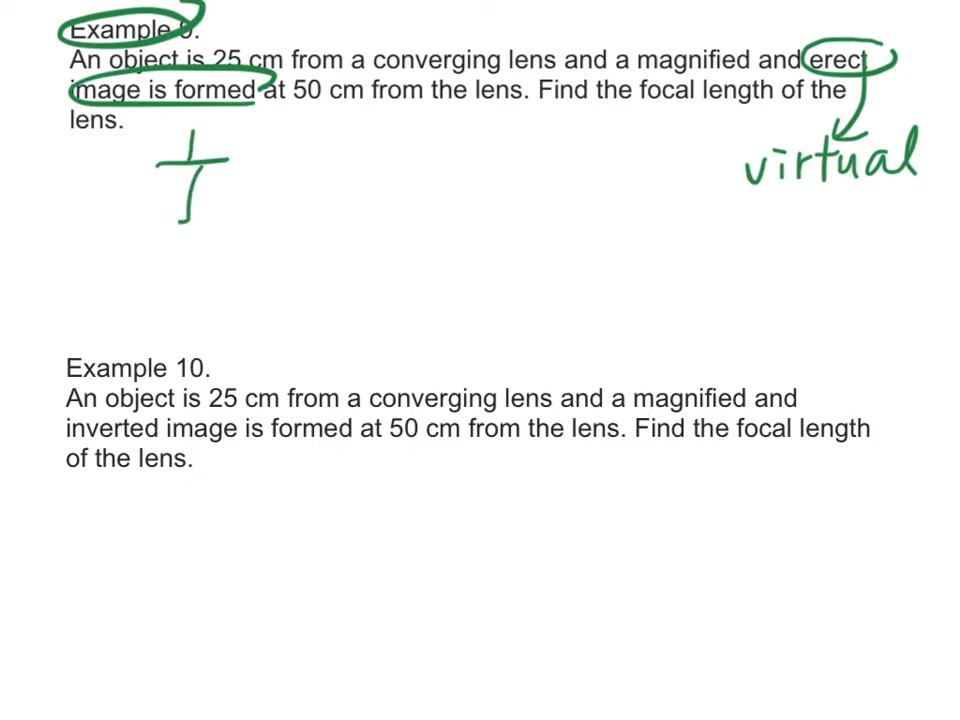 Example 9.
An object is 25 cm from a converging lens and a magnified and erect
image is formed at 50 cm from the lens. Find the focal length of the
lens.
virtual
1
f
Example 10.
An object is 25 cm from a converging lens and a magnified and
inverted image is formed at 50 cm from the lens. Find the focal length
of the lens.